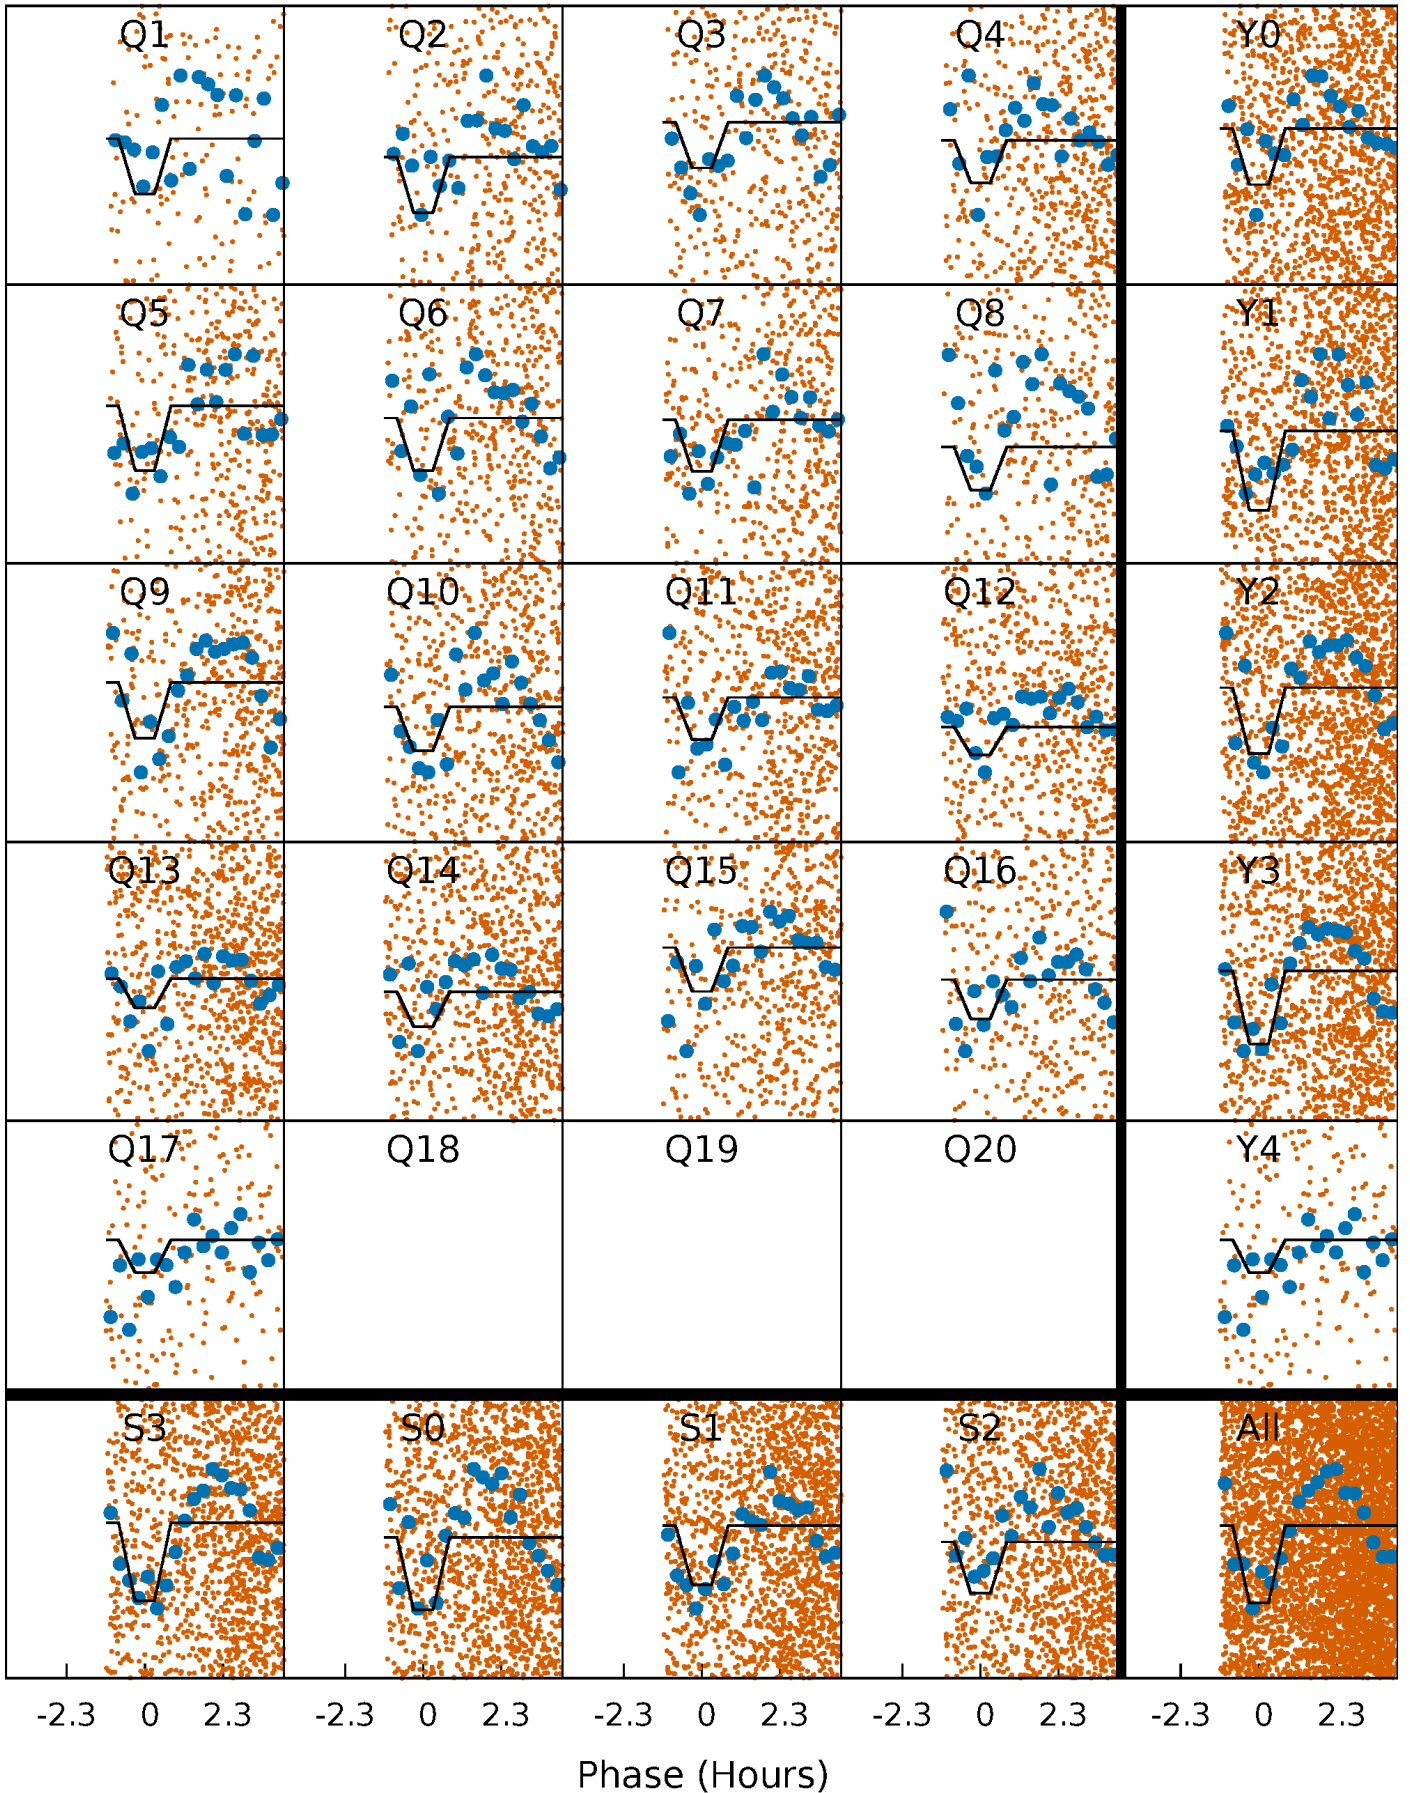 Q1 Q2 Q3 Q4 Y0
Q5 Q6 Q7 Q8 Y1
Q9 Q10 Q11 Q12 Y2
Q13 Q14 Q15 Q16 Y3
Q17 Q18 Q19 Q20 Y4
S3 S0 S1 S2 All
-2.3 0 2.3 -2.3 0 2.3 -2.3 0 2.3 -2.3 0 2.3 -2.3 0 2.3
Phase (Hours)